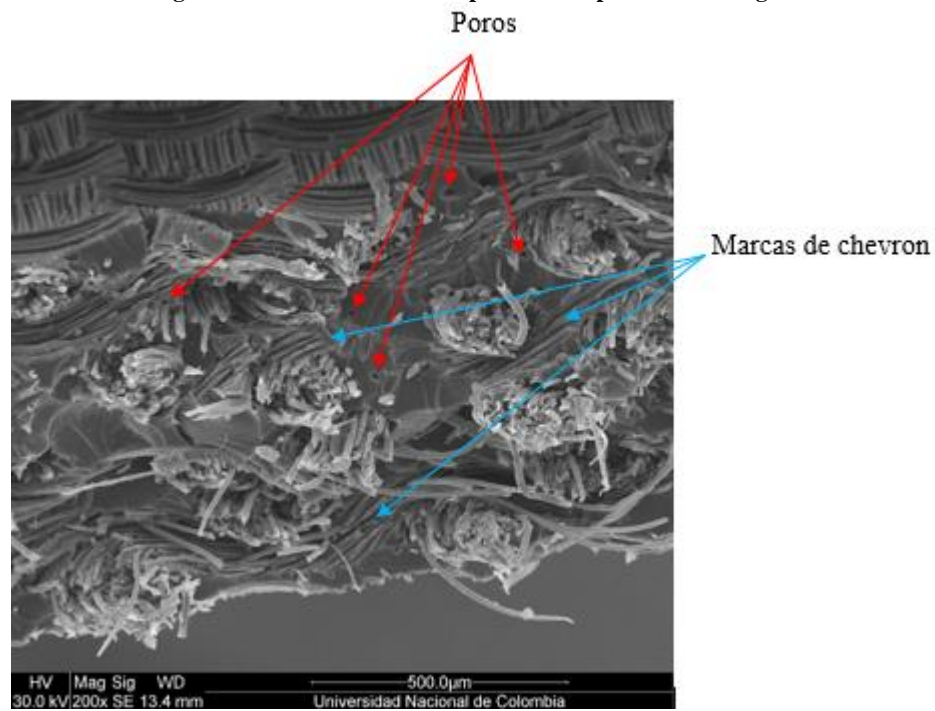 Poros
Marcas de chevron
HV Mag Sig WD 500.0µm
30.0 kV 200x SE 13.4 mm Universidad Nacional de Colombia